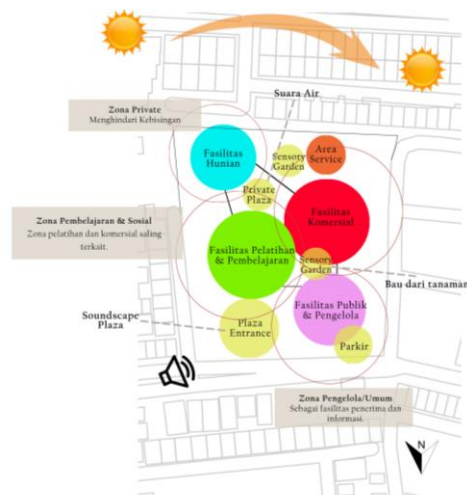 Suara Air
Zona Private
Menghindari Kebisingan
Fasilitas
Hunian
Sensory
Garden
Area
Service
Private
Plaza
Fasilitas
Komersial
Zona Pembelajaran & Sosial
Zona pelatihan dan komersial saling
terkait.
Fasilitas Pelatihan
& Pembelajaran
Sensory
Garden
Bau dari tanaman
Soundscape
Plaza
Fasilitas Publik
& Pengelola
Plaza
Entrance
Parkir
Zona Pengelola/Umum
Sebagai fasilitas penerima dan
informasi.
N